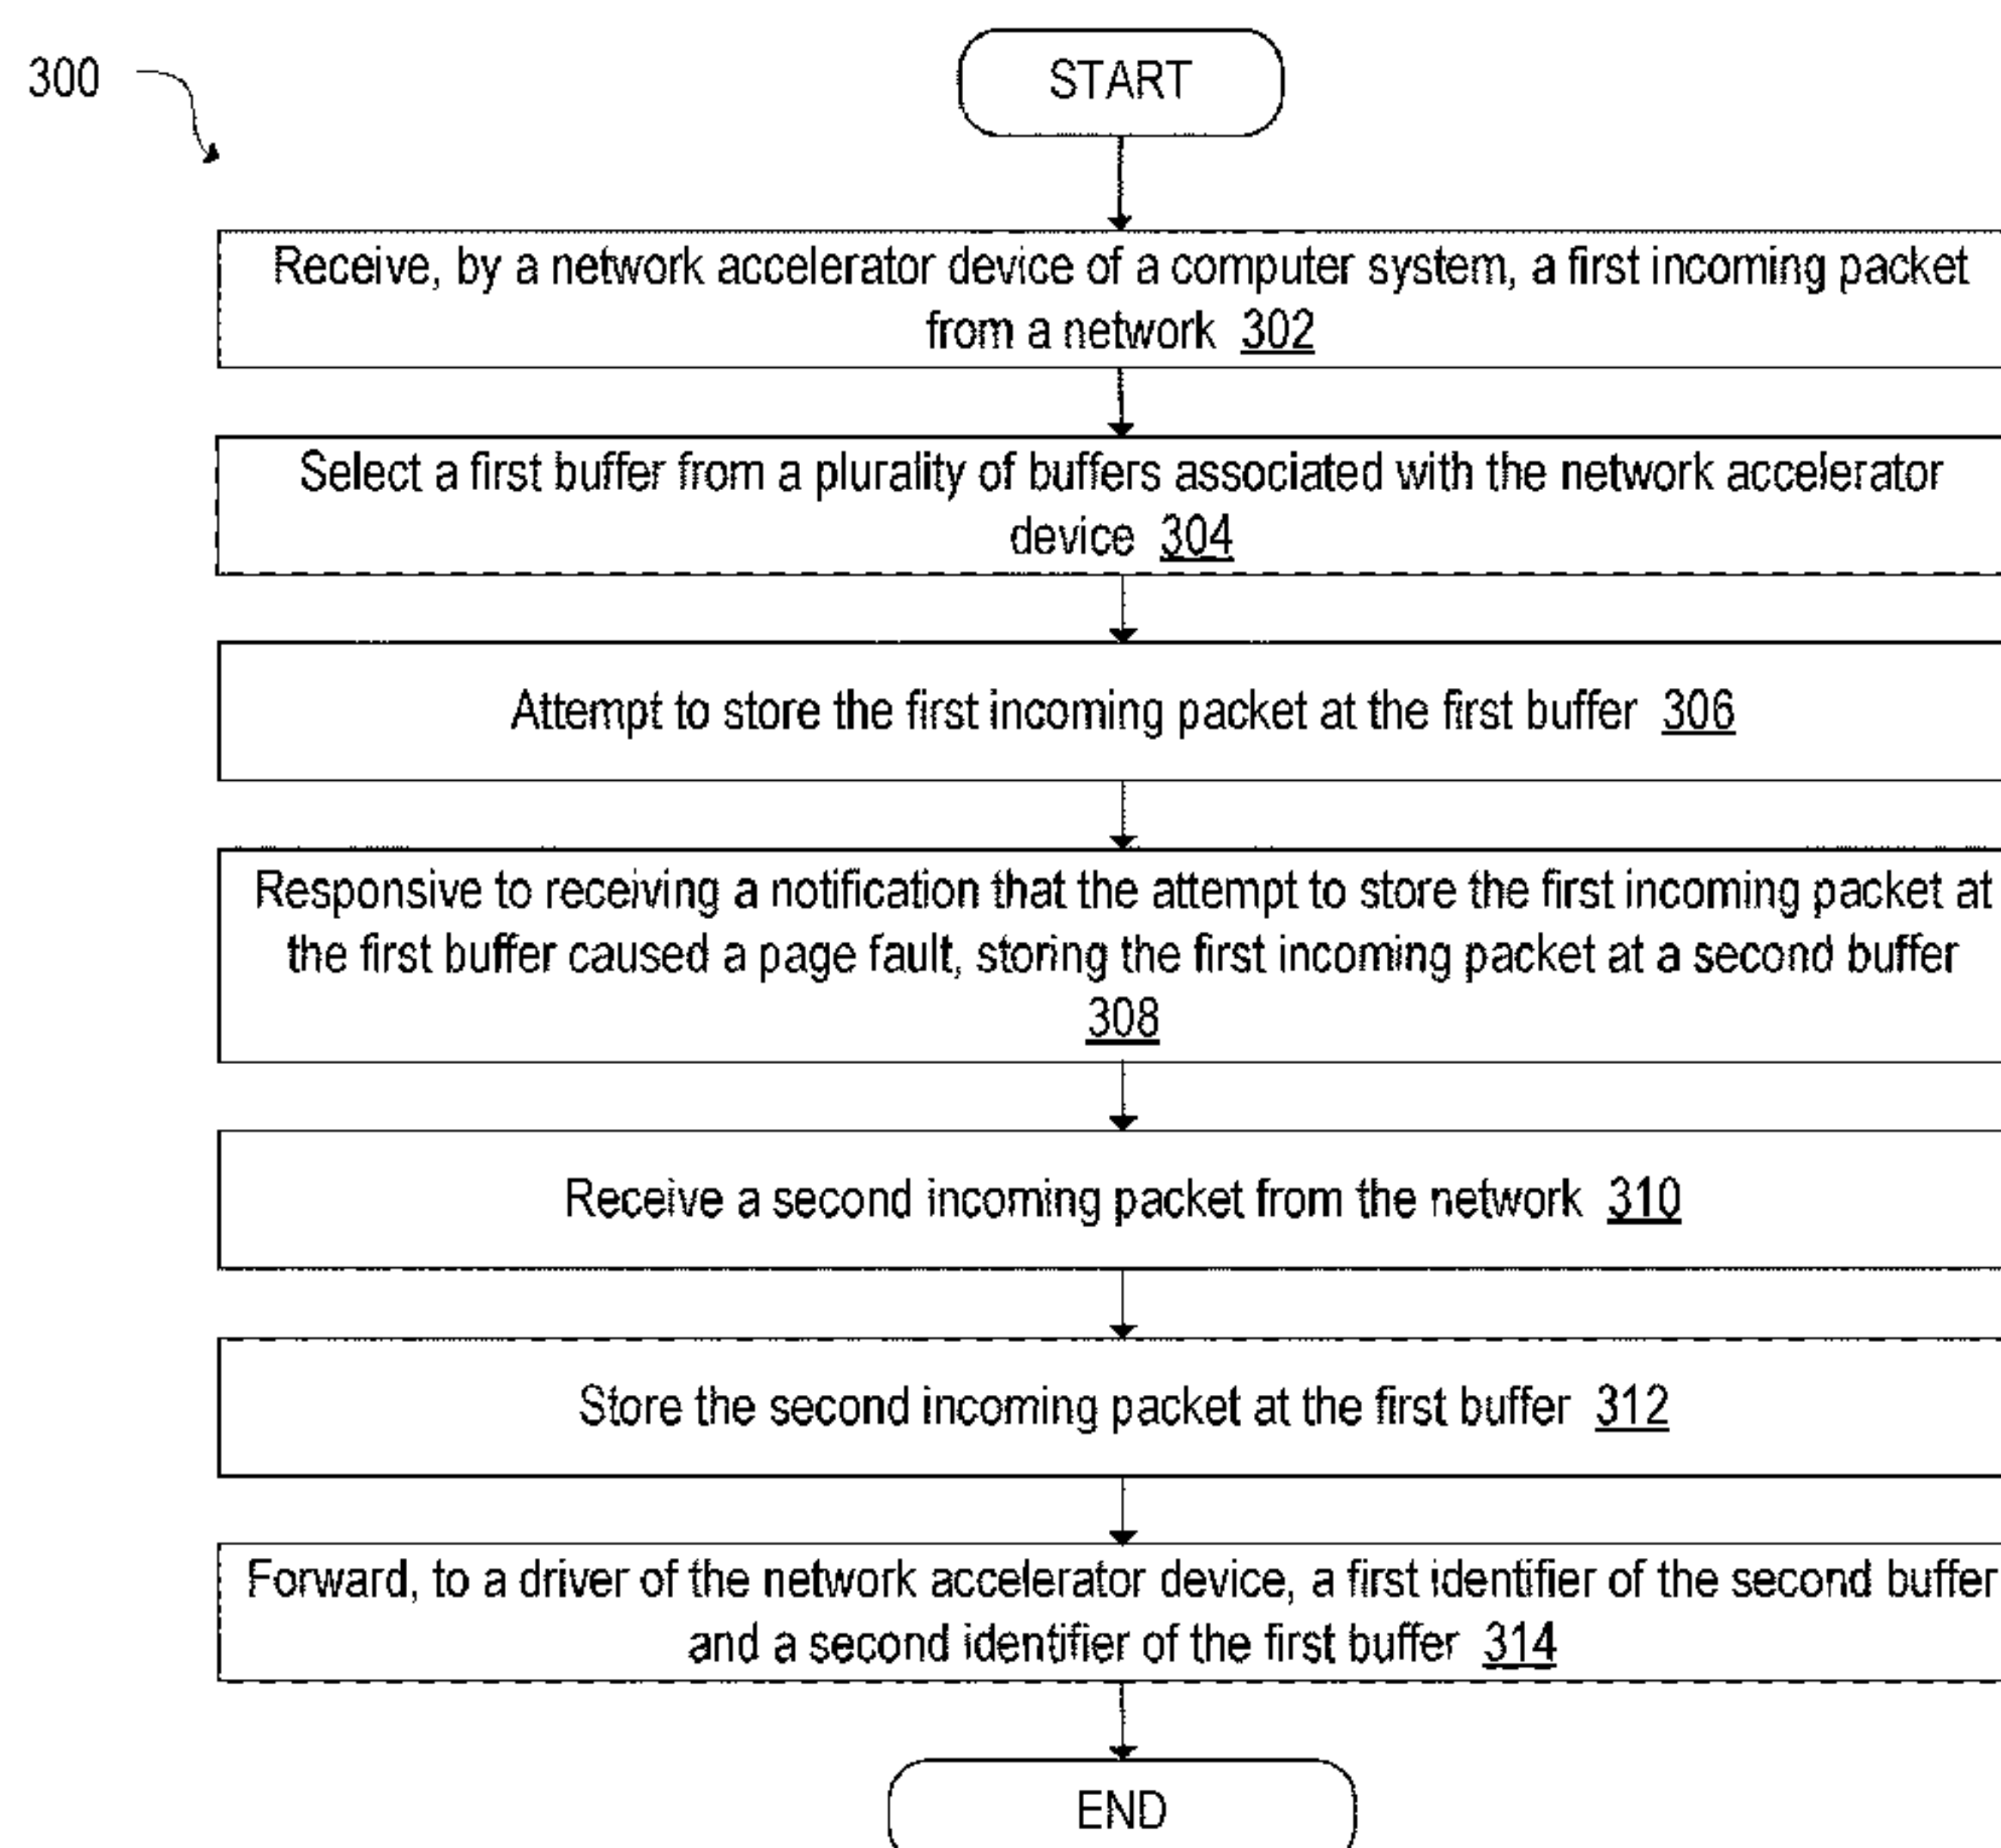 300
START
Receive, by a network accelerator device of a computer system, a first incoming packet
from a network 302
Select a first buffer from a plurality of buffers associated with the network accelerator
device 304
Attempt to store the first incoming packet at the first buffer 306
Responsive to receiving a notification that the attempt to store the first incoming packet at
the first buffer caused a page fault, storing the first incoming packet at a second buffer
308
Receive a second incoming packet from the network 310
Store the second incoming packet at the first buffer 312
Forward, to a driver of the network accelerator device, a first identifier of the second buffer
and a second identifier of the first buffer 314
END